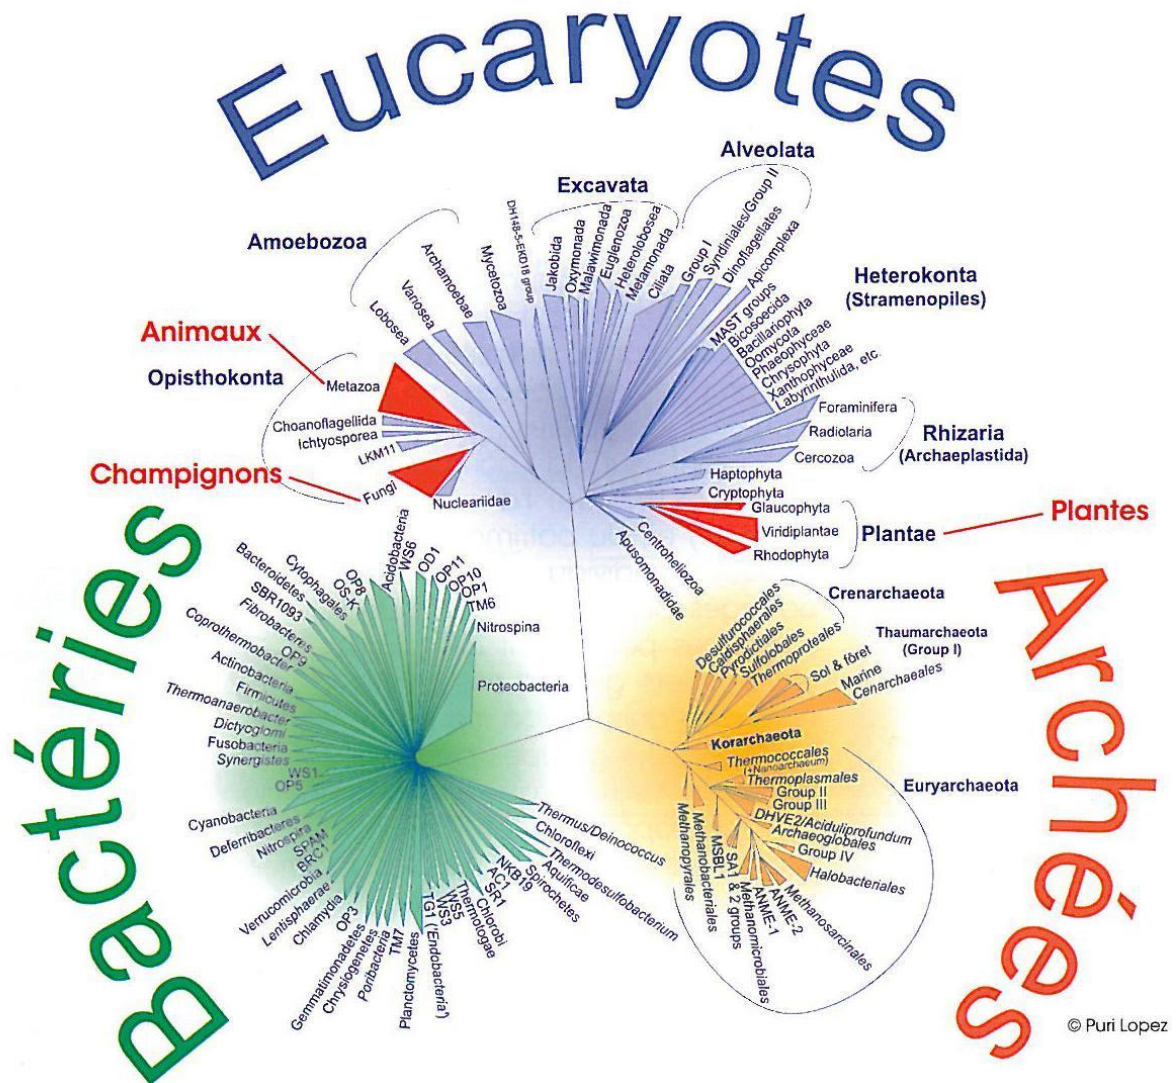 Eucaryotes
Alveolata
Excavata
Amoebozoa
Heterokonta
(Stramenopiles)
Animaux
Opisthokonta
Champignons
Rhizaria
(Archaeplastida)
Plantae
Plantes
Lobosea
Variosea
Archamoebae
Mycetozoa
DH148-5-EKD18 group
Jakobida
Oxymonada
Malawimonada
Euglenozoa
Heterolobosea
Metamonada
Ciliata
Group I
Syndiniales/Group II
Dinoflagellates
Apicomplexa
MAST groups
Bicosoecida
Bacillariophyta
Oomycota
Phaeophyceae
Chrysophyta
Xanthophyceae
Labyrinthulida, etc.
Foraminifera
Radiolaria
Cercozoa
Haptophyta
Cryptophyta
Glaucophyta
Viridiplantae
Rhodophyta
Centroheliozoa
Apusomonadidae
Metazoa
Choanoflagellida
Ichtyosporea
LKM11
Fungi
Nucleariidae
Bactéries
Acidobacteria
WS6
OD1
OP11
OP10
OP1
TM6
Nitrospina
Proteobacteria
OP8
OS-K
Cytophagales
Bacteroidetes
SBR1093
Fibrobacteres
OP9
Coprothermobacter
Actinobacteria
Firmicutes
Thermoanaerobacter
Dictyoglomi
Fusobacteria
Synergistes
WS1
OP5
Cyanobacteria
Deferribacteres
Nitrospira
SPAM
BRC1
Verrucomicrobia
Lentisphaerae
Chlamydia
OP3
Gemmatimonadetes
Chrysiogenetes
Poribacteria
TM7
Planctomycetes
TG1 ('Endobacteria')
WS3
WS5
Thermotogae
Chlorobi
SR1
AC1
NKB19
Spirochetes
Aquificae
Thermodesulfobacterium
Chloroflexi
Thermus/Deinococcus
Archées
Crenarchaeota
Thaumarchaeota
(Group I)
Desulfurococcales
Caldisphaerales
Pyrodictiales
Sulfolobales
Thermoproteales
Sol & fôret
Marine
Cenarchaeales
Korarchaeota
Euryarchaeota
Thermococcales
(+Nanoarchaeum)
Thermoplasmales
Group II
Group III
DHVE2/Aciduliprofundum
Archaeoglobales
Group IV
Halobacteriales
Methanosarcinales
ANME-2
ANME-1
Methanomicrobiales
SA1 & 2 groups
MSBL1
Methanobacteriales
Methanopyrales
© Puri Lopez